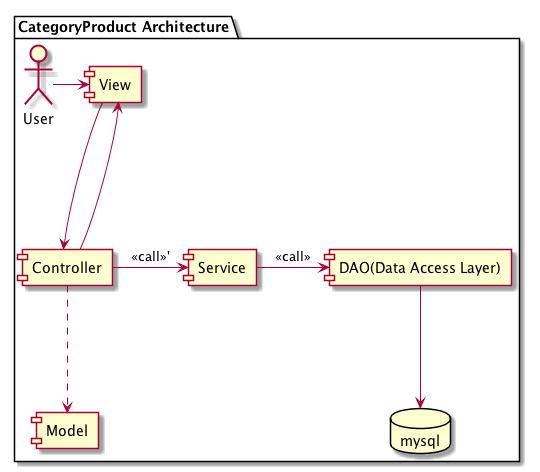 CategoryProduct Architecture
User
View
Controller
«call»'
Service
«call»
DAO(Data Access Layer)
Model
mysql